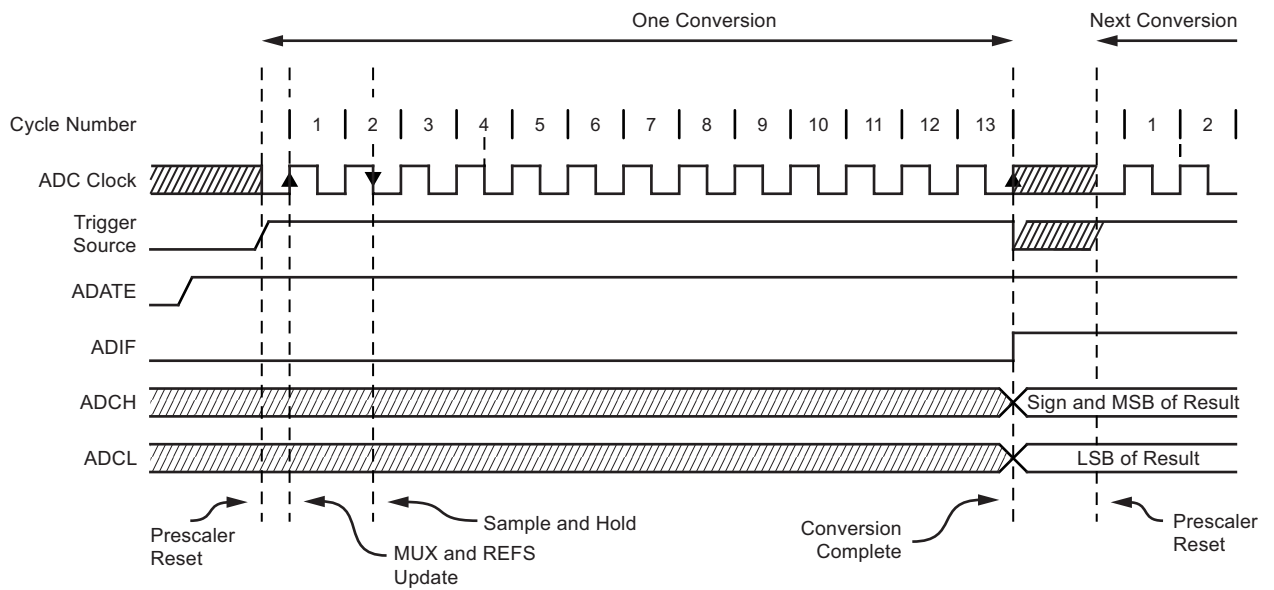 One Conversion
Next Conversion
Cycle Number
1 2 3 4 5 6 7 8 9 10 11 12 13 1 2
ADC Clock
Trigger
Source
ADATE
ADIF
ADCH
Sign and MSB of Result
ADCL
LSB of Result
Prescaler
Reset
MUX and REFS
Update
Sample and Hold
Conversion
Complete
Prescaler
Reset